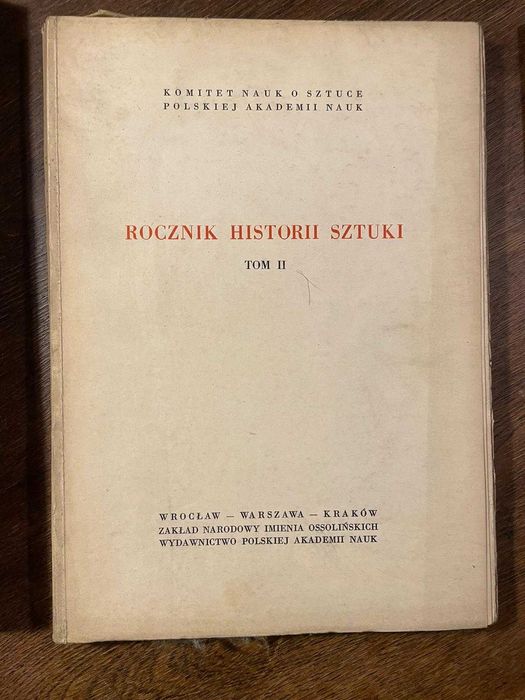 KOMITET NAUK O SZTUCE
POLSKIEJ AKADEMII NAUK
ROCZNIK HISTORII SZTUKI
TOM II
WROCŁAW – WARSZAWA – KRAKÓW
ZAKŁAD NARODOWY IMIENIA OSSOLIŃSKICH
WYDAWNICTWO POLSKIEJ AKADEMII NAUK